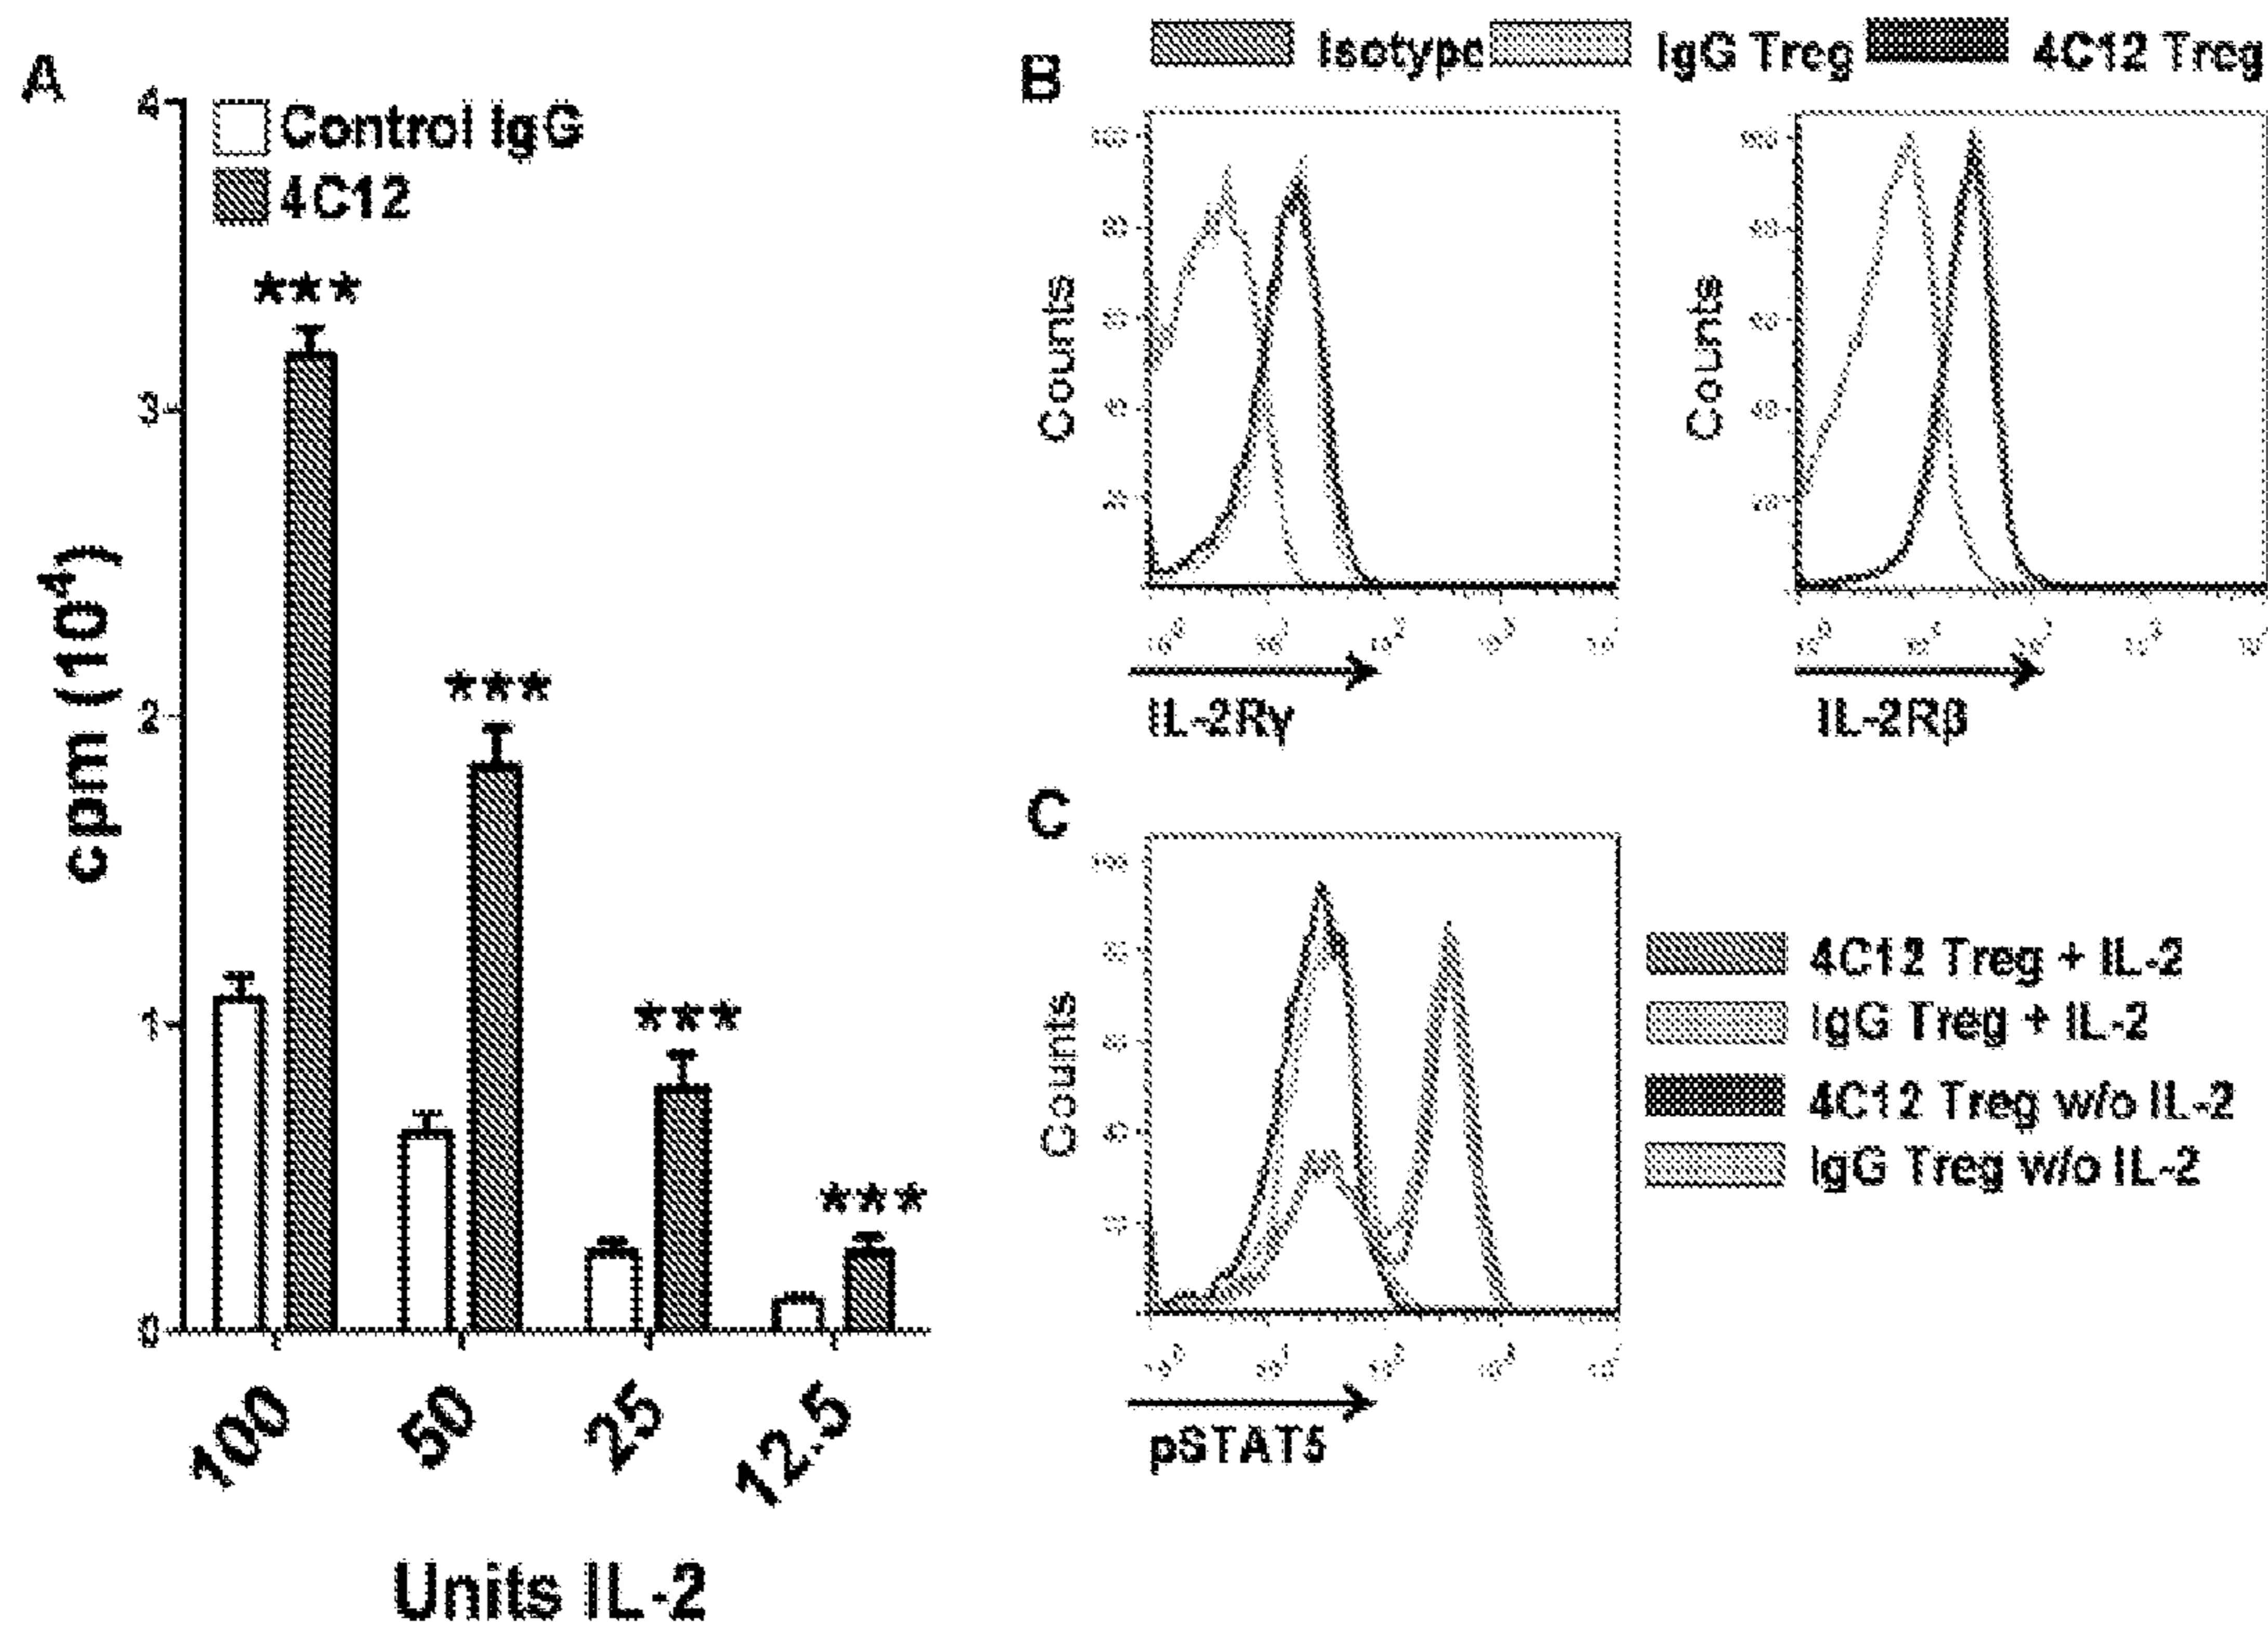 A
Control IgG
4C12
***
***
***
***
cpm (10⁴)
4
3
2
1
0
100
50
25
12.5
Units IL-2
B
Isotype
IgG Treg
4C12 Treg
Counts
IL-2Rγ
Counts
IL-2Rβ
C
Counts
pSTAT5
4C12 Treg + IL-2
IgG Treg + IL-2
4C12 Treg w/o IL-2
IgG Treg w/o IL-2